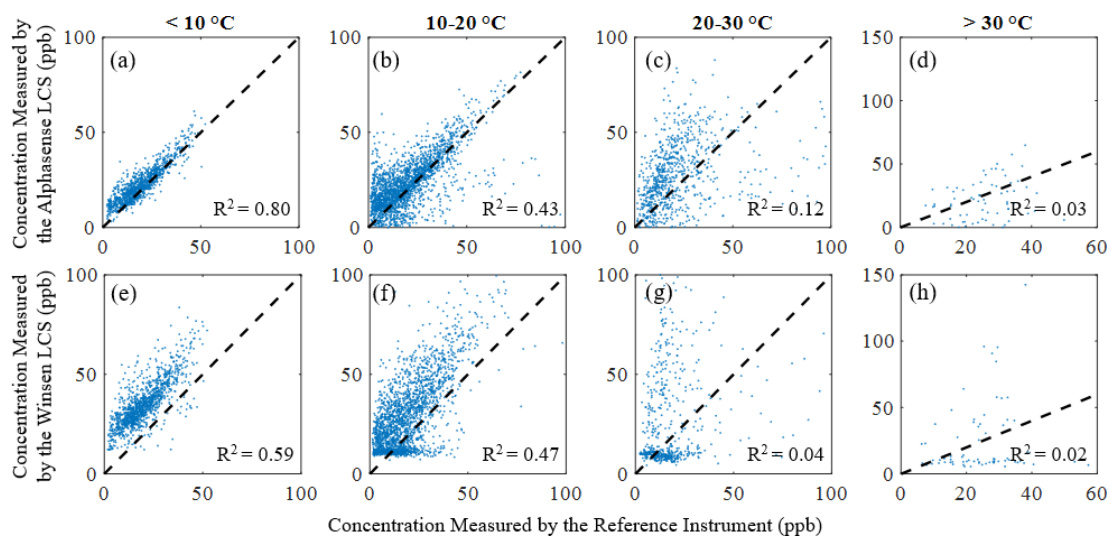 < 10 °C
10-20 °C
20-30 °C
> 30 °C
Concentration Measured by
the Alphasense LCS (ppb)
100
50
0
(a)
R² = 0.80
0
50
100
100
50
0
(b)
R² = 0.43
0
50
100
100
50
0
(c)
R² = 0.12
0
50
100
150
100
50
0
(d)
R² = 0.03
0
20
40
60
Concentration Measured
by the Winsen LCS (ppb)
100
50
0
(e)
R² = 0.59
0
50
100
100
50
0
(f)
R² = 0.47
0
50
100
100
50
0
(g)
R² = 0.04
0
50
100
150
100
50
0
(h)
R² = 0.02
0
20
40
60
Concentration Measured by the Reference Instrument (ppb)